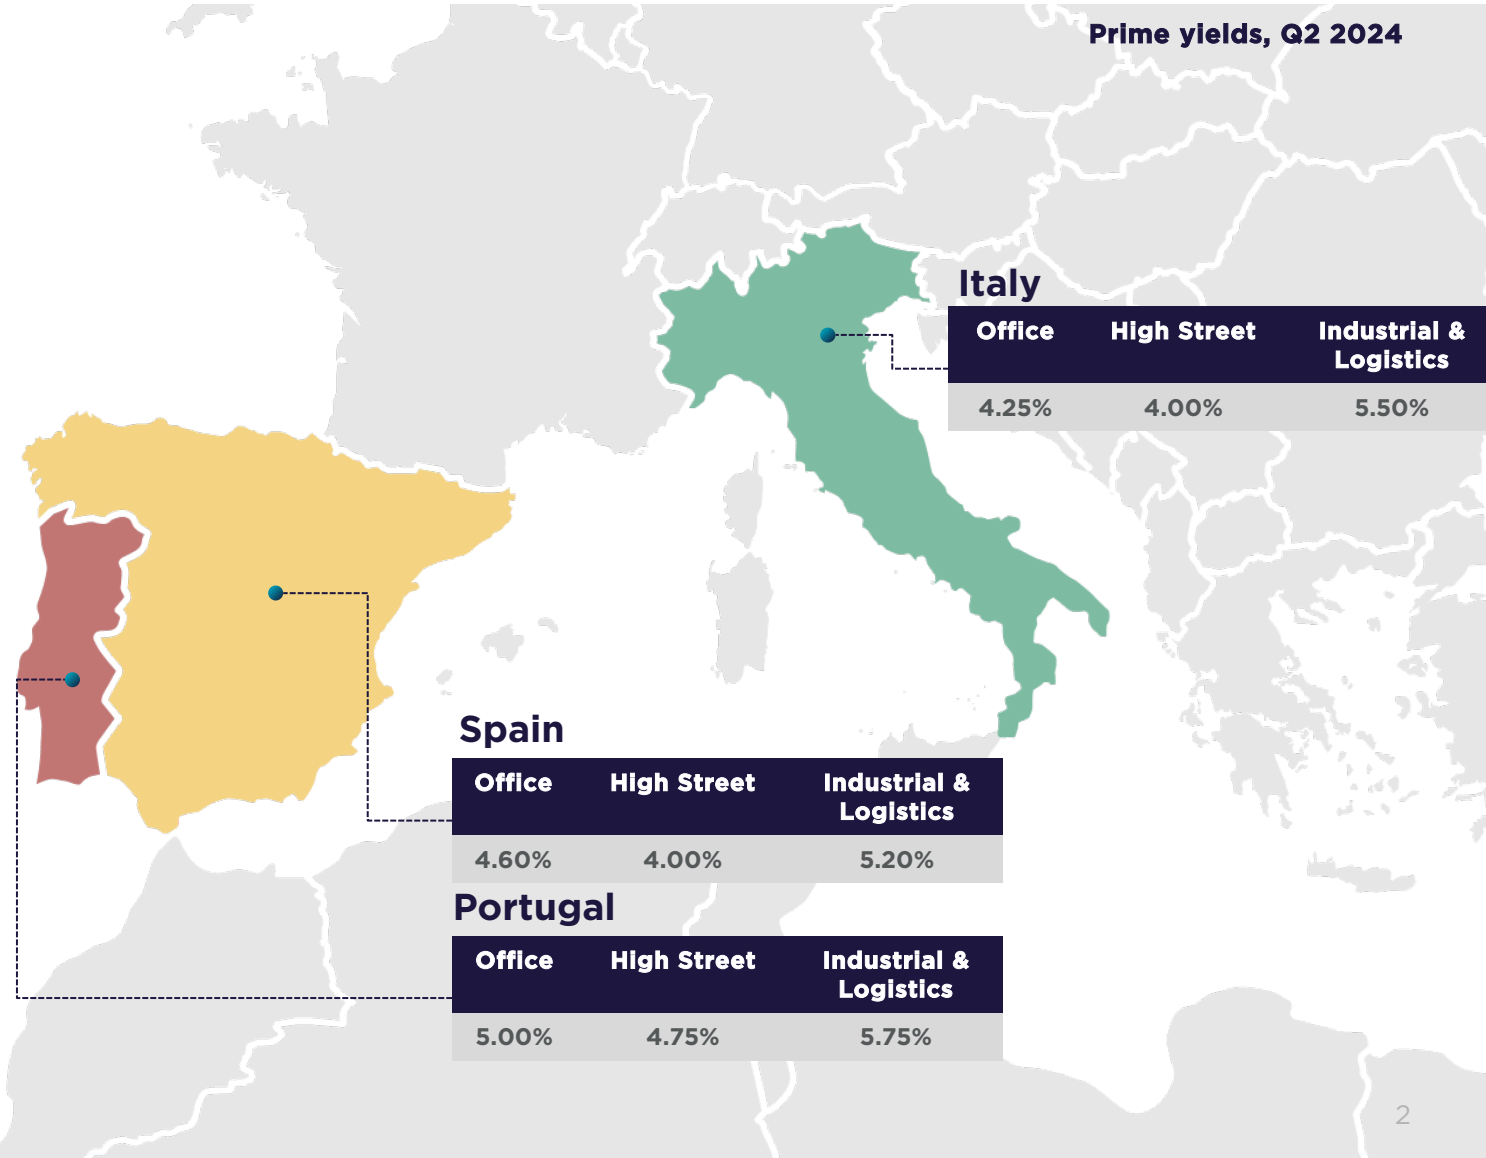 Prime yields, Q2 2024
Italy
Office High Street Industrial &
Logistics
4.25% 4.00% 5.50%
Spain
Office High Street Industrial &
Logistics
4.60% 4.00% 5.20%
Portugal
Office High Street Industrial &
Logistics
5.00% 4.75% 5.75%
2